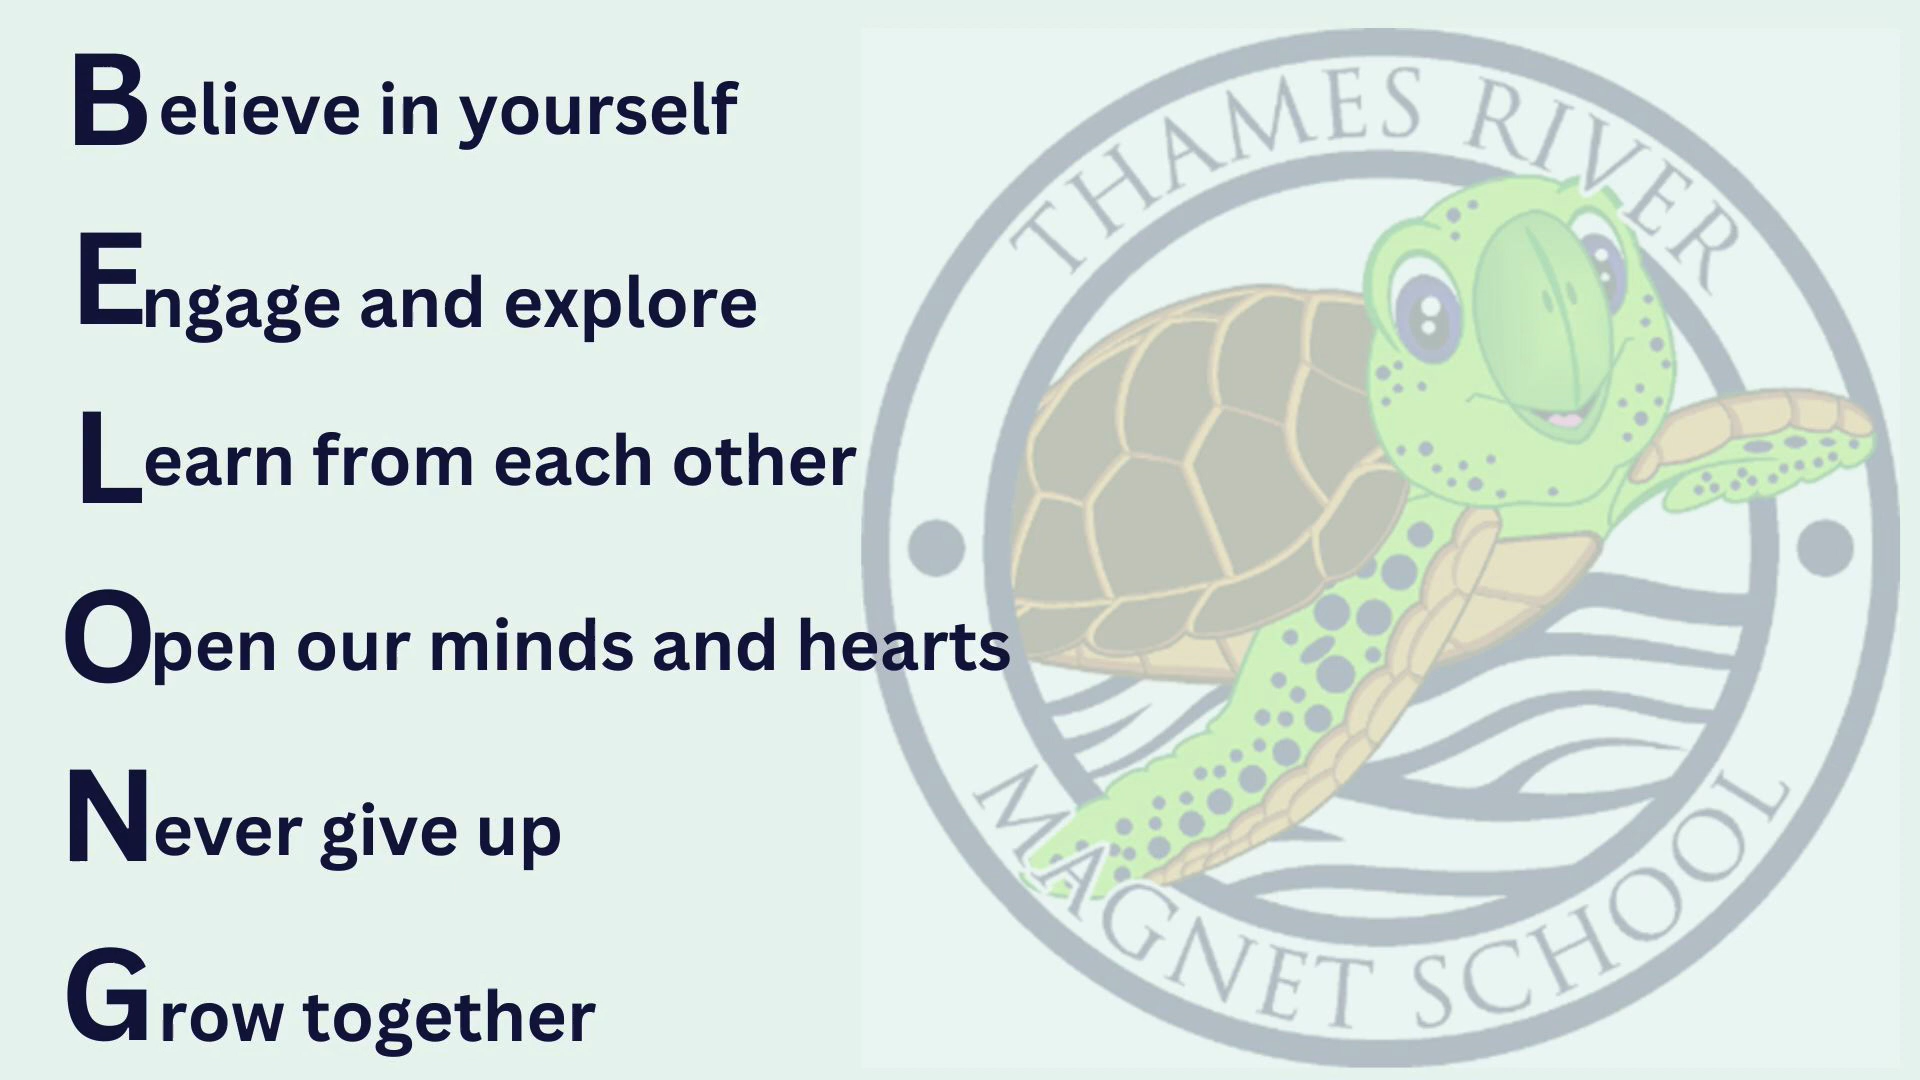 Believe in yourself
Engage and explore
Learn from each other
Open our minds and hearts
Never give up
Grow together
THAMES RIVER
MAGNET SCHOOL